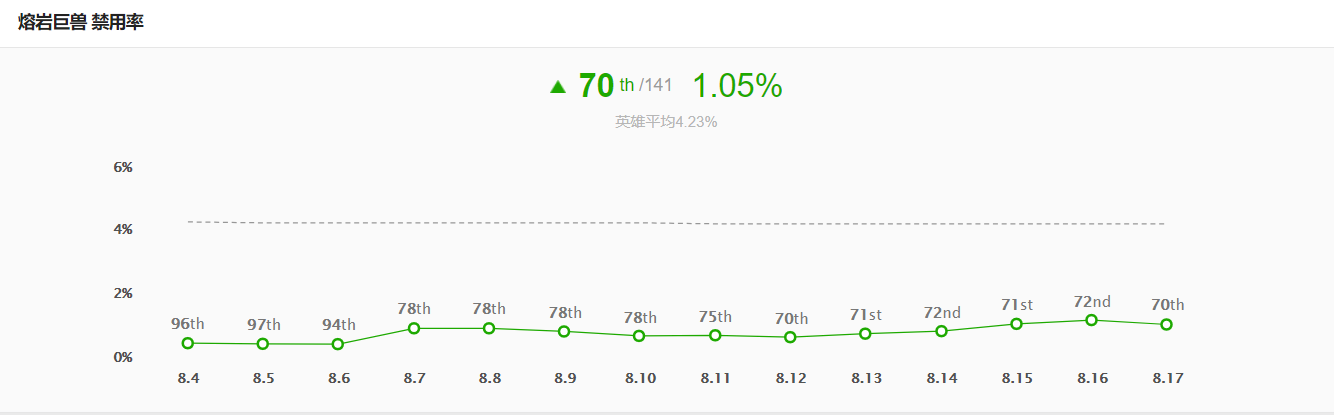 熔岩巨兽 禁用率
70 th /141 1.05%
英雄平均4.23%
6%
4%
2%
0%
96th 97th 94th 78th 78th 78th 78th 75th 70th 71st 72nd 71st 72nd 70th
8.4 8.5 8.6 8.7 8.8 8.9 8.10 8.11 8.12 8.13 8.14 8.15 8.16 8.17